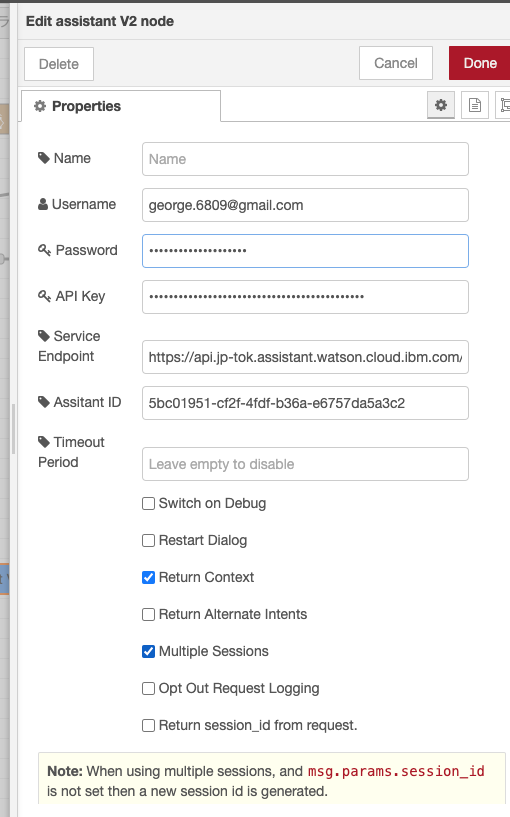 Edit assistant V2 node
Delete
Cancel
Done
Properties
Name
Name
Username
george.6809@gmail.com
Password
•••••••••••••••••••
API Key
••••••••••••••••••••••••••••••••••••••••••••
Service
Endpoint
https://api.jp-tok.assistant.watson.cloud.ibm.com/
Assitant ID
5bc01951-cf2f-4fdf-b36a-e6757da5a3c2
Timeout
Period
Leave empty to disable
Switch on Debug
Restart Dialog
Return Context
Return Alternate Intents
Multiple Sessions
Opt Out Request Logging
Return session_id from request.
Note: When using multiple sessions, and msg.params.session_id
is not set then a new session id is generated.